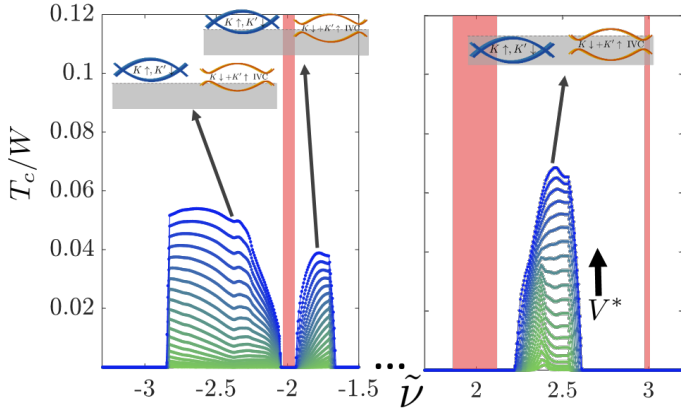 0.12
0.1
0.08
0.06
0.04
0.02
T_c/W
K↑, K′↓
K↓+K′↑ IVC
K↑, K′↓
K↓+K′↑ IVC
-3
-2.5
-2
-1.5
...
ν̃
K↑, K′↓
K↓+K′↑ IVC
V*
2
2.5
3